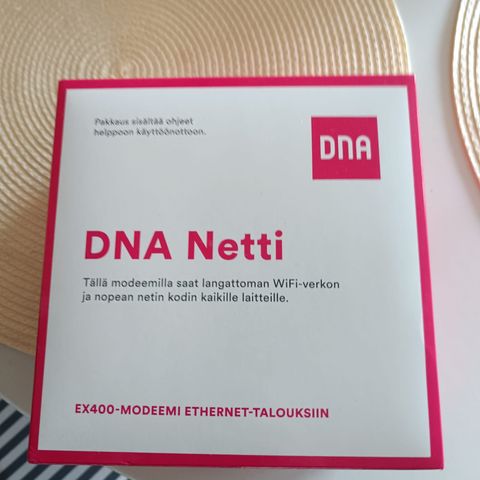 Pakkaus sisältää ohjeet
helppoon käyttöönottoon.
DNA
DNA Netti
Tällä modeemilla saat langattoman WiFi-verkon
ja nopean netin kodin kaikille laitteille.
EX400-MODEEMI ETHERNET-TALOUKSIIN